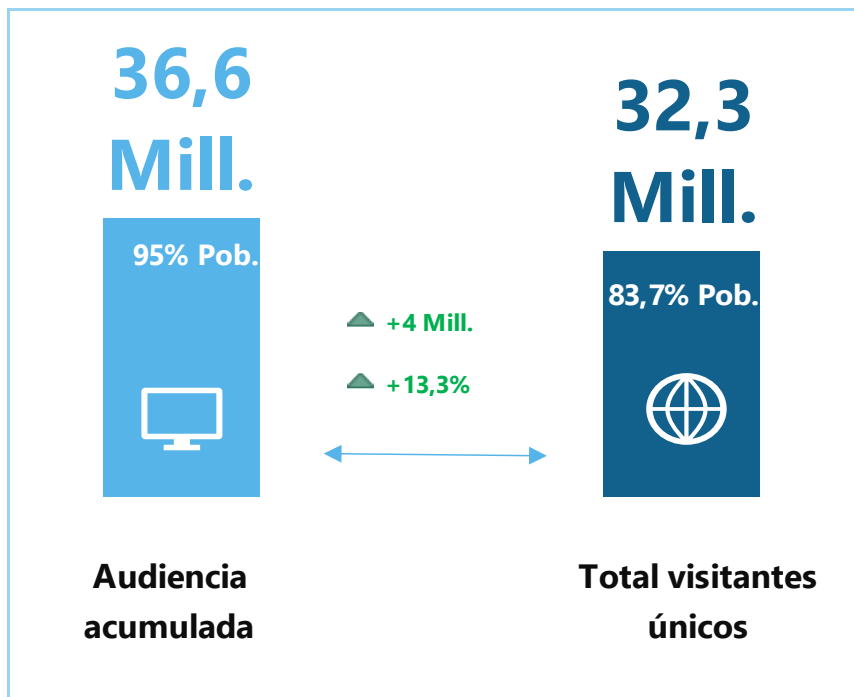 36,6
Mill.
95% Pob.
+4 Mill.
+13,3%
32,3
Mill.
83,7% Pob.
Audiencia
acumulada
Total visitantes
únicos